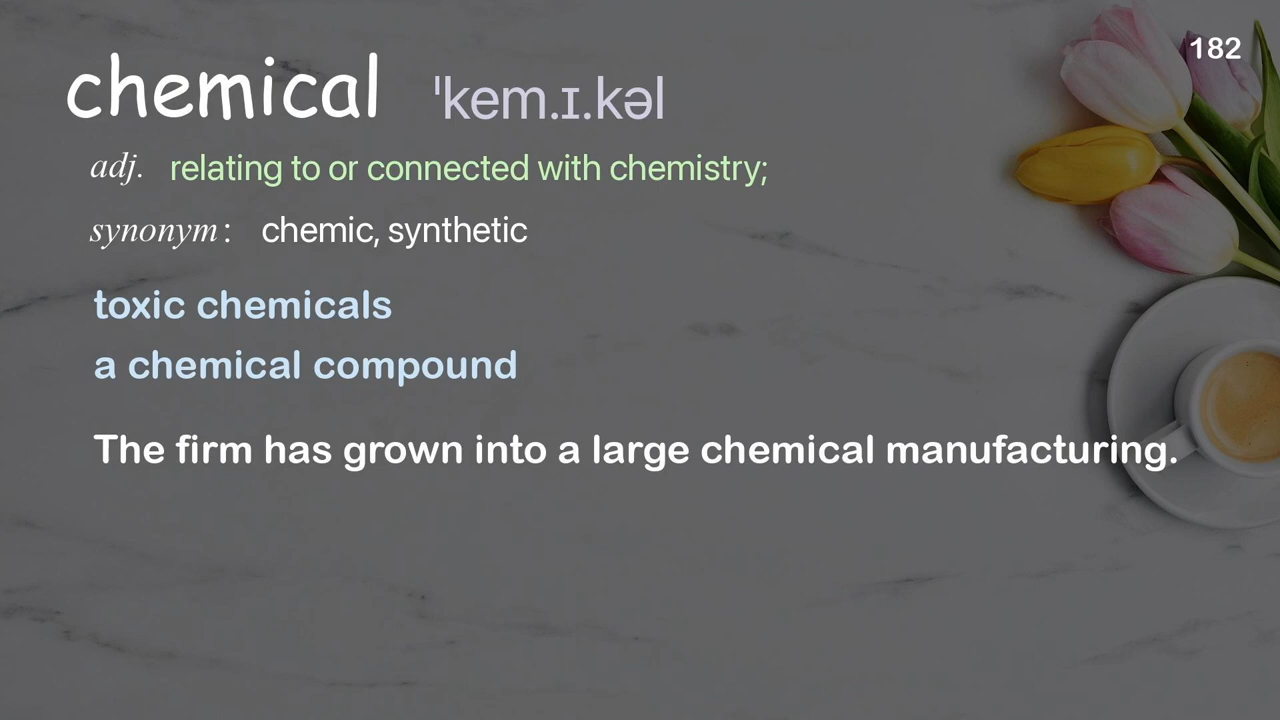 182
chemical ˈkem.ɪ.kəl
adj. relating to or connected with chemistry;
synonym: chemic, synthetic
toxic chemicals
a chemical compound
The firm has grown into a large chemical manufacturing.